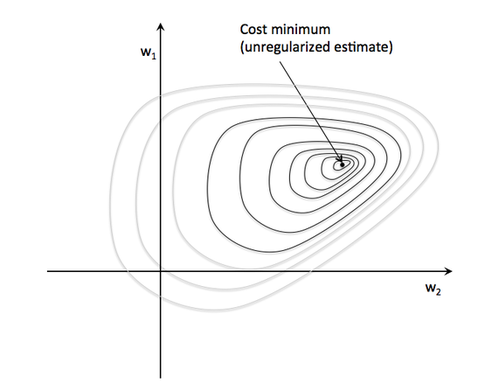 Cost minimum
(unregularized estimate)
w1
w2